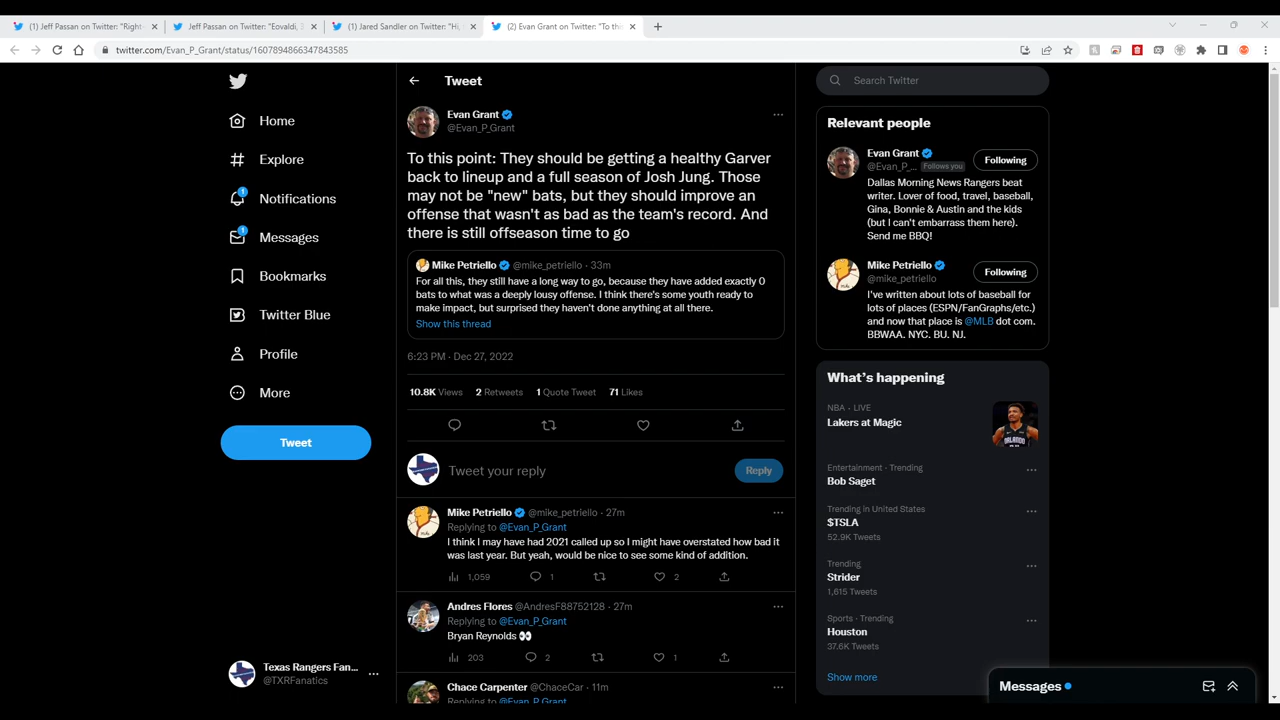 (1) Jeff Passan on Twitter: "Right-
Jeff Passan on Twitter: "Eovaldi, 3
(1) Jared Sandler on Twitter: "Hi,
(2) Evan Grant on Twitter: "To th
twitter.com/Evan_P_Grant/status/1607894866347843585
Home
Explore
1
Notifications
1
Messages
Bookmarks
Twitter Blue
Profile
More
Tweet
Texas Rangers Fan...
@TXRFanatics
Tweet
Evan Grant
@Evan_P_Grant
To this point: They should be getting a healthy Garver
back to lineup and a full season of Josh Jung. Those
may not be "new" bats, but they should improve an
offense that wasn't as bad as the team's record. And
there is still offseason time to go
Mike Petriello @mike_petriello · 33m
For all this, they still have a long way to go, because they have added exactly 0
bats to what was a deeply lousy offense. I think there's some youth ready to
make impact, but surprised they haven't done anything at all there.
Show this thread
6:23 PM · Dec 27, 2022
10.8K Views 2 Retweets 1 Quote Tweet 71 Likes
Tweet your reply
Reply
Mike Petriello @mike_petriello · 27m
Replying to @Evan_P_Grant
I think I may have had 2021 called up so I might have overstated how bad it
was last year. But yeah, would be nice to see some kind of addition.
1,059 1 2
Andres Flores @AndresF88752128 · 27m
Replying to @Evan_P_Grant
Bryan Reynolds 👀
203 2 1
Chace Carpenter @ChaceCar · 11m
Replying to @Evan_P_Grant
Search Twitter
Relevant people
Evan Grant
@Evan_P_... Follows you
Following
Dallas Morning News Rangers beat
writer. Lover of food, travel, baseball,
Gina, Bonnie & Austin and the kids
(but I can't embarrass them here).
Send me BBQ!
Mike Petriello
@mike_petriello
Following
I've written about lots of baseball for
lots of places (ESPN/FanGraphs/etc.)
and now that place is @MLB dot com.
BBWAA. NYC. BU. NJ.
What's happening
NBA · LIVE
Lakers at Magic
Entertainment · Trending
Bob Saget
Trending in United States
$TSLA
52.9K Tweets
Trending
Strider
1,615 Tweets
Sports · Trending
Houston
37.6K Tweets
Show more
Messages